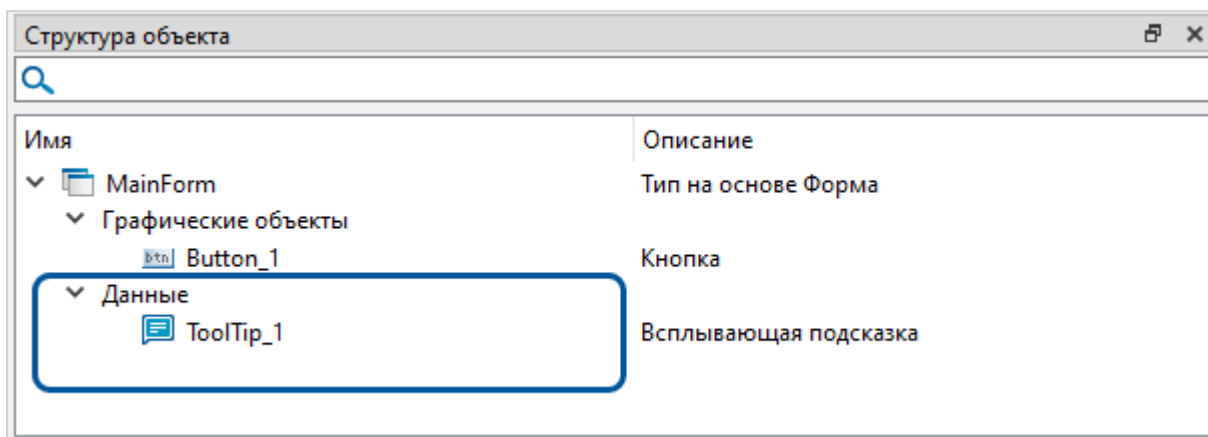 Структура объекта
Имя Описание
MainForm Тип на основе Форма
Графические объекты
btn Button_1 Кнопка
Данные
ToolTip_1 Всплывающая подсказка